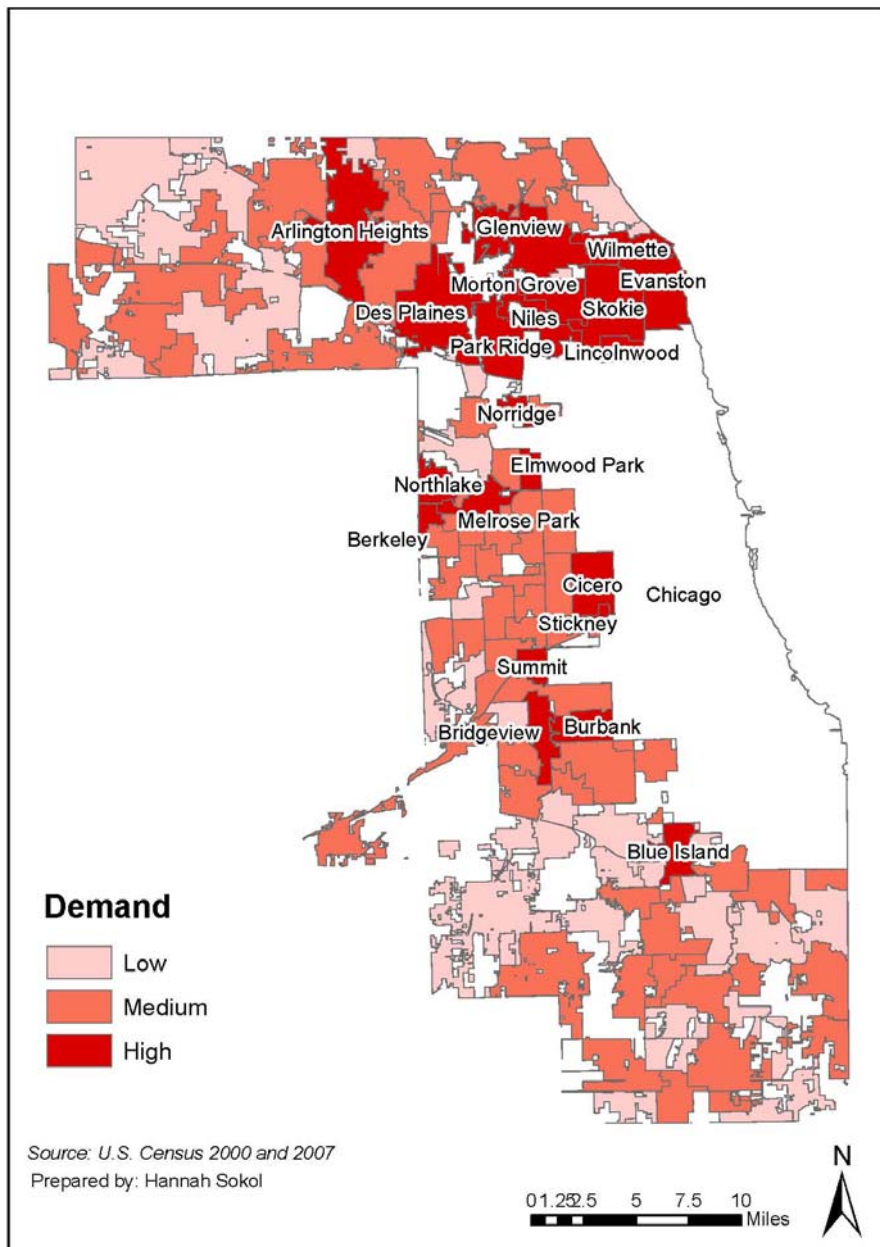 Arlington Heights
Glenview
Wilmette
Morton Grove
Evanston
Des Plaines
Niles
Skokie
Park Ridge
Lincolnwood
Norridge
Elmwood Park
Northlake
Melrose Park
Berkeley
Cicero
Chicago
Stickney
Summit
Bridgeview
Burbank
Blue Island
Demand
Low
Medium
High
Source: U.S. Census 2000 and 2007
Prepared by: Hannah Sokol
N
0 1.25 2.5 5 7.5 10
Miles